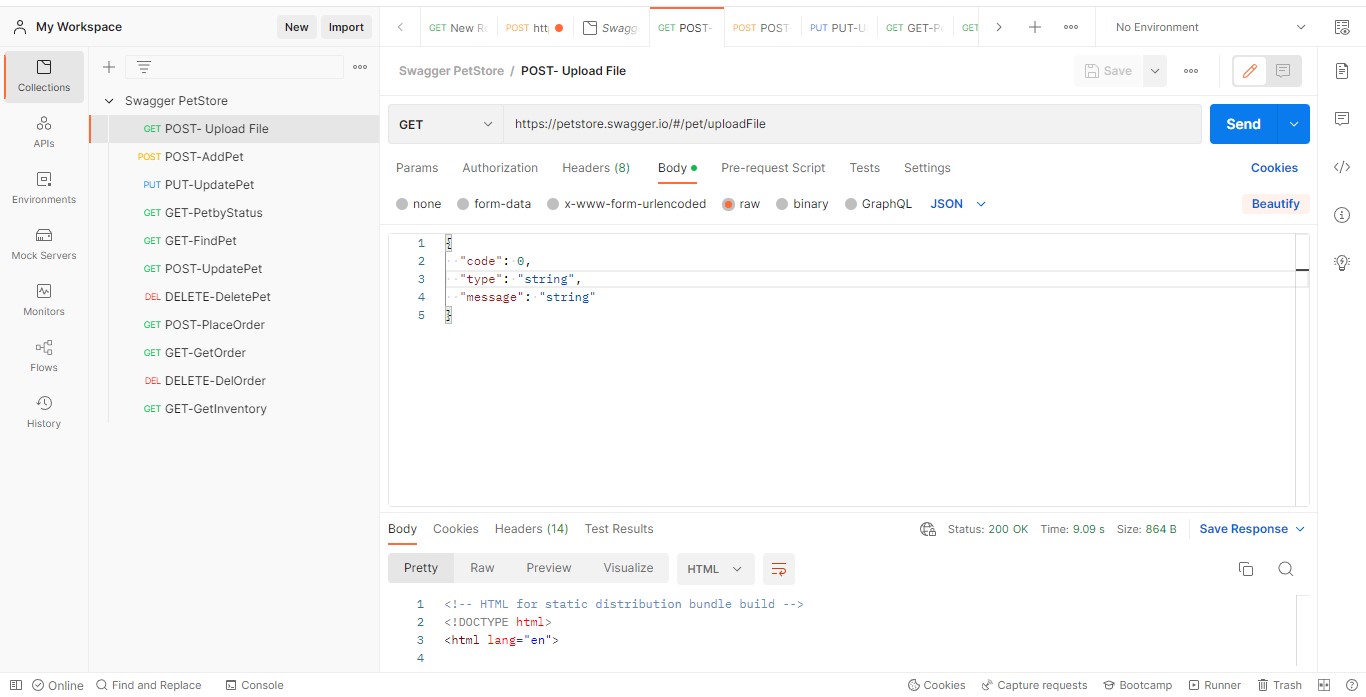 My Workspace
New
Import
GET New R
POST htt
Swagg
GET POST-
POST POST
PUT PUT-U
GET GET-P
GET
No Environment
Collections
APIs
Environments
Mock Servers
Monitors
Flows
History
Swagger PetStore
GET POST- Upload File
POST POST-AddPet
PUT PUT-UpdatePet
GET GET-PetbyStatus
GET GET-FindPet
GET POST-UpdatePet
DEL DELETE-DeletePet
GET POST-PlaceOrder
GET GET-GetOrder
DEL DELETE-DelOrder
GET GET-GetInventory
Swagger PetStore / POST- Upload File
Save
GET
https://petstore.swagger.io/#/pet/uploadFile
Send
Params Authorization Headers (8) Body Pre-request Script Tests Settings
Cookies
none form-data x-www-form-urlencoded raw binary GraphQL JSON
Beautify
1 {
2 "code": 0,
3 "type": "string",
4 "message": "string"
5 }
Body Cookies Headers (14) Test Results
Status: 200 OK Time: 9.09 s Size: 864 B
Save Response
Pretty Raw Preview Visualize HTML
1 <!-- HTML for static distribution bundle build -->
2 <!DOCTYPE html>
3 <html lang="en">
4
Online Find and Replace Console
Cookies Capture requests Bootcamp Runner Trash